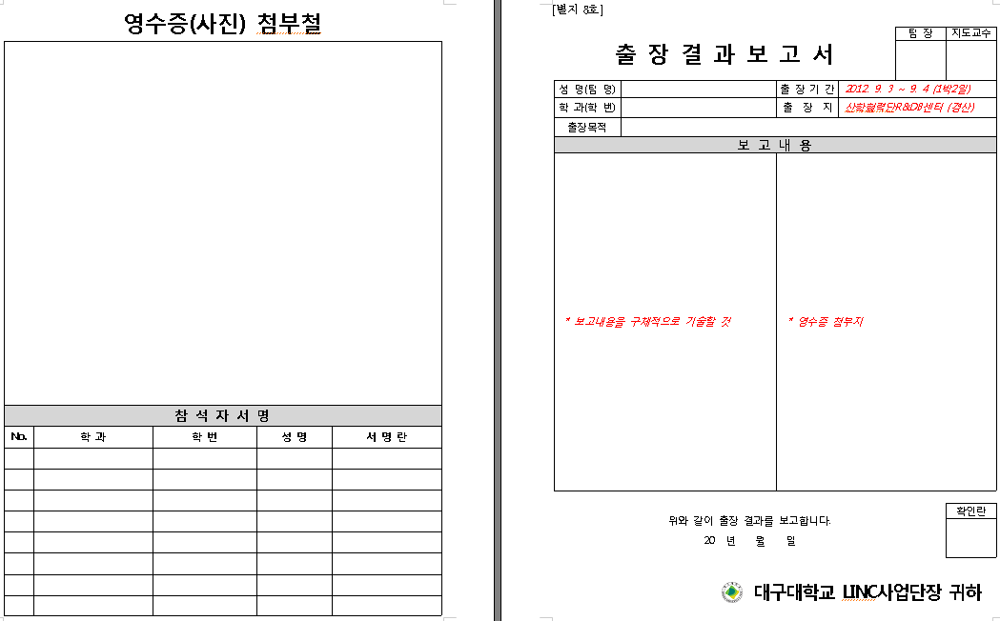 영수증(사진) 첨부철
참 석 자 서 명
No. 학 과 학 번 성 명 서 명 란
[별지 8호]
출 장 결 과 보 고 서
팀 장 지도교수
성 명(팀 명) 출 장 기 간 2012. 9. 3 ~ 9. 4 (1박2일)
학 과(학 번) 출 장 지 산학협력단R&DB센터 (경산)
출장목적
보 고 내 용
* 보고내용을 구체적으로 기술할 것 * 영수증 첨부지
위와 같이 출장 결과를 보고합니다.
20 년 월 일
확인란
대구대학교 LINC사업단장 귀하